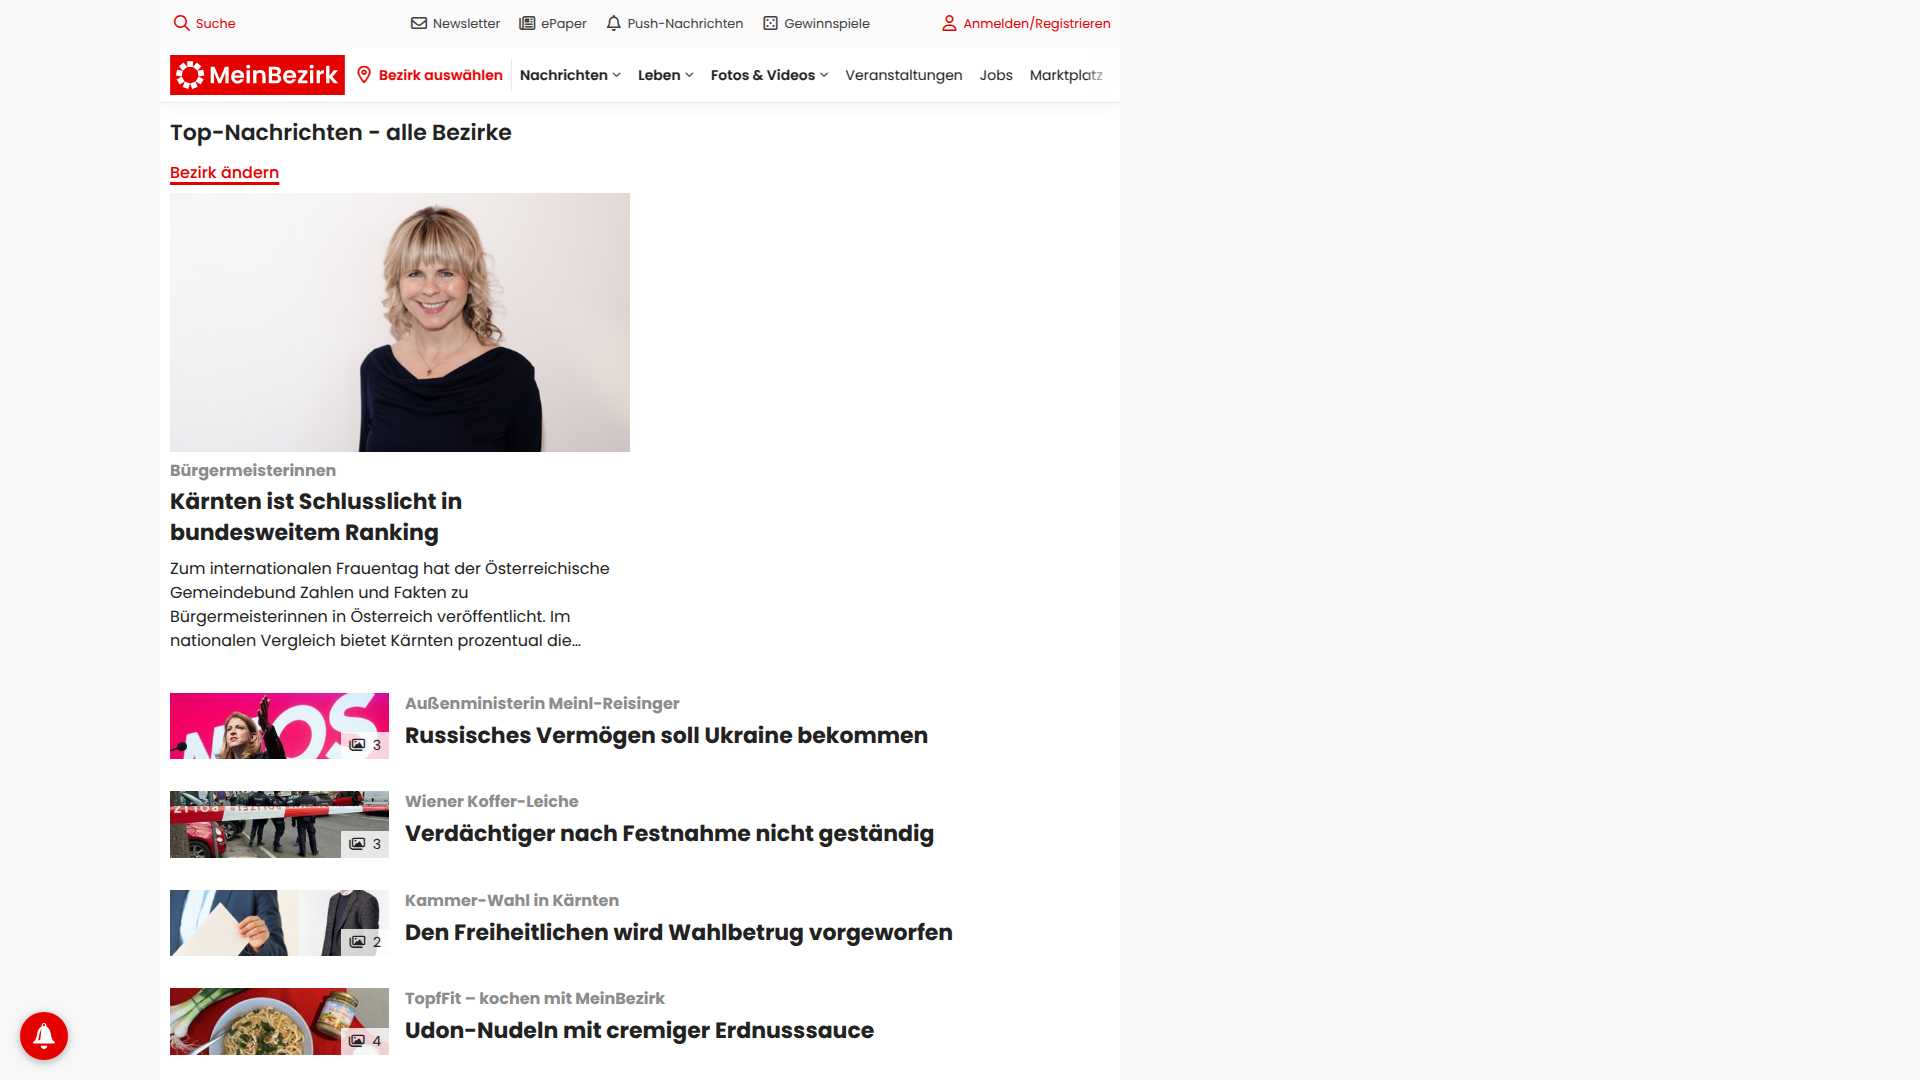 Suche
Newsletter
ePaper
Push-Nachrichten
Gewinnspiele
Anmelden/Registrieren
MeinBezirk
Bezirk auswählen
Nachrichten
Leben
Fotos & Videos
Veranstaltungen
Jobs
Marktplatz
Top-Nachrichten - alle Bezirke
Bezirk ändern
Bürgermeisterinnen
Kärnten ist Schlusslicht in
bundesweitem Ranking
Zum internationalen Frauentag hat der Österreichische
Gemeindebund Zahlen und Fakten zu
Bürgermeisterinnen in Österreich veröffentlicht. Im
nationalen Vergleich bietet Kärnten prozentual die...
3
Außenministerin Meinl-Reisinger
Russisches Vermögen soll Ukraine bekommen
3
Wiener Koffer-Leiche
Verdächtiger nach Festnahme nicht geständig
2
Kammer-Wahl in Kärnten
Den Freiheitlichen wird Wahlbetrug vorgeworfen
4
TopfFit – kochen mit MeinBezirk
Udon-Nudeln mit cremiger Erdnusssauce